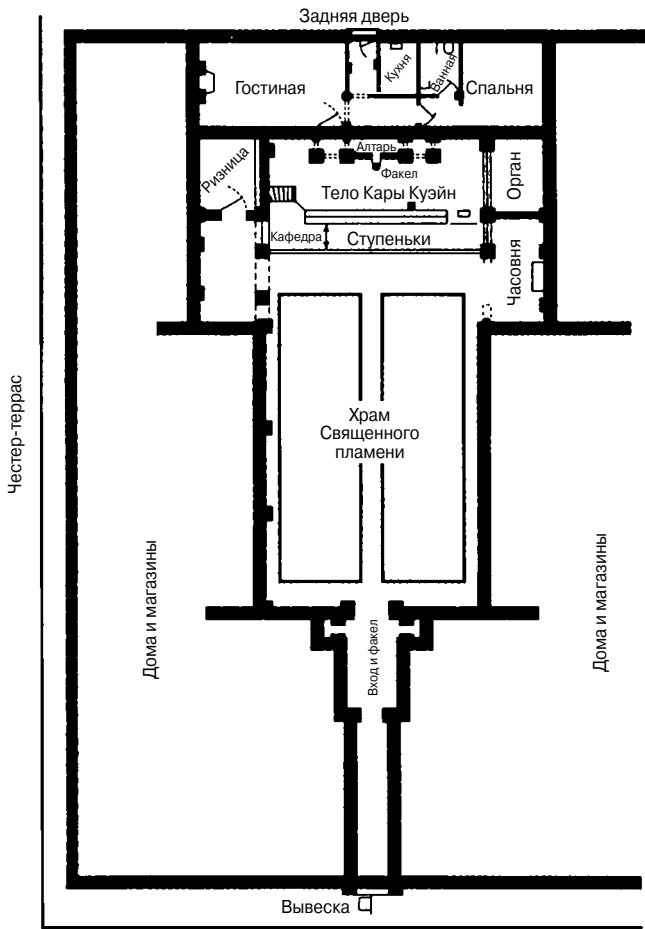 Задняя дверь
Гостиная
Кухня
Ванная
Спальня
Ризница
Алтарь
Факел
Тело Кары Куэйн
Орган
Кафедра
Ступеньки
Часовня
Храм
Священного
пламени
Честер-террас
Дома и магазины
Вход и факел
Дома и магазины
Вывеска